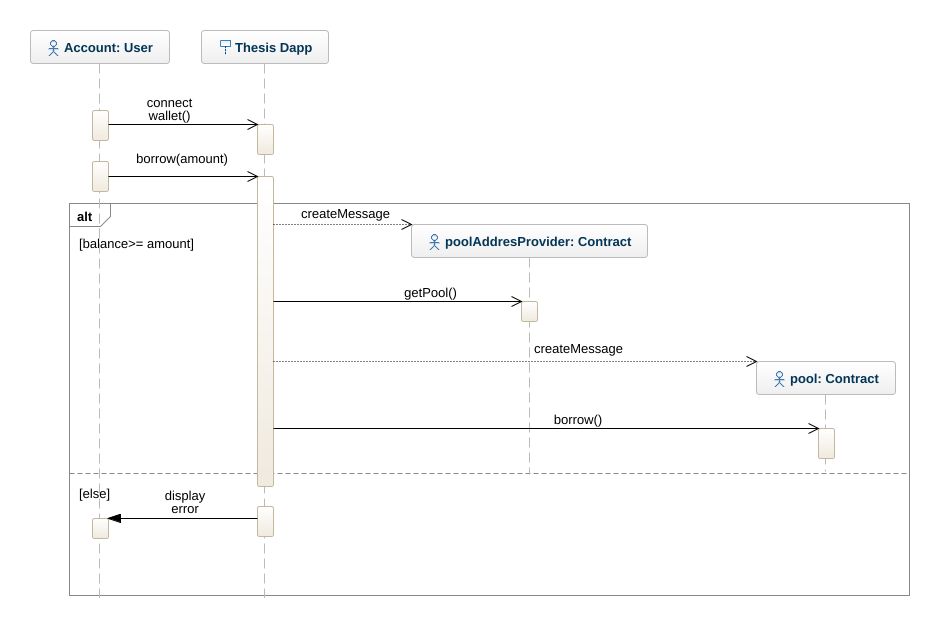 Account: User
Thesis Dapp
connect
wallet()
borrow(amount)
alt
createMessage
[balance>= amount]
poolAddresProvider: Contract
getPool()
createMessage
pool: Contract
borrow()
[else]
display
error